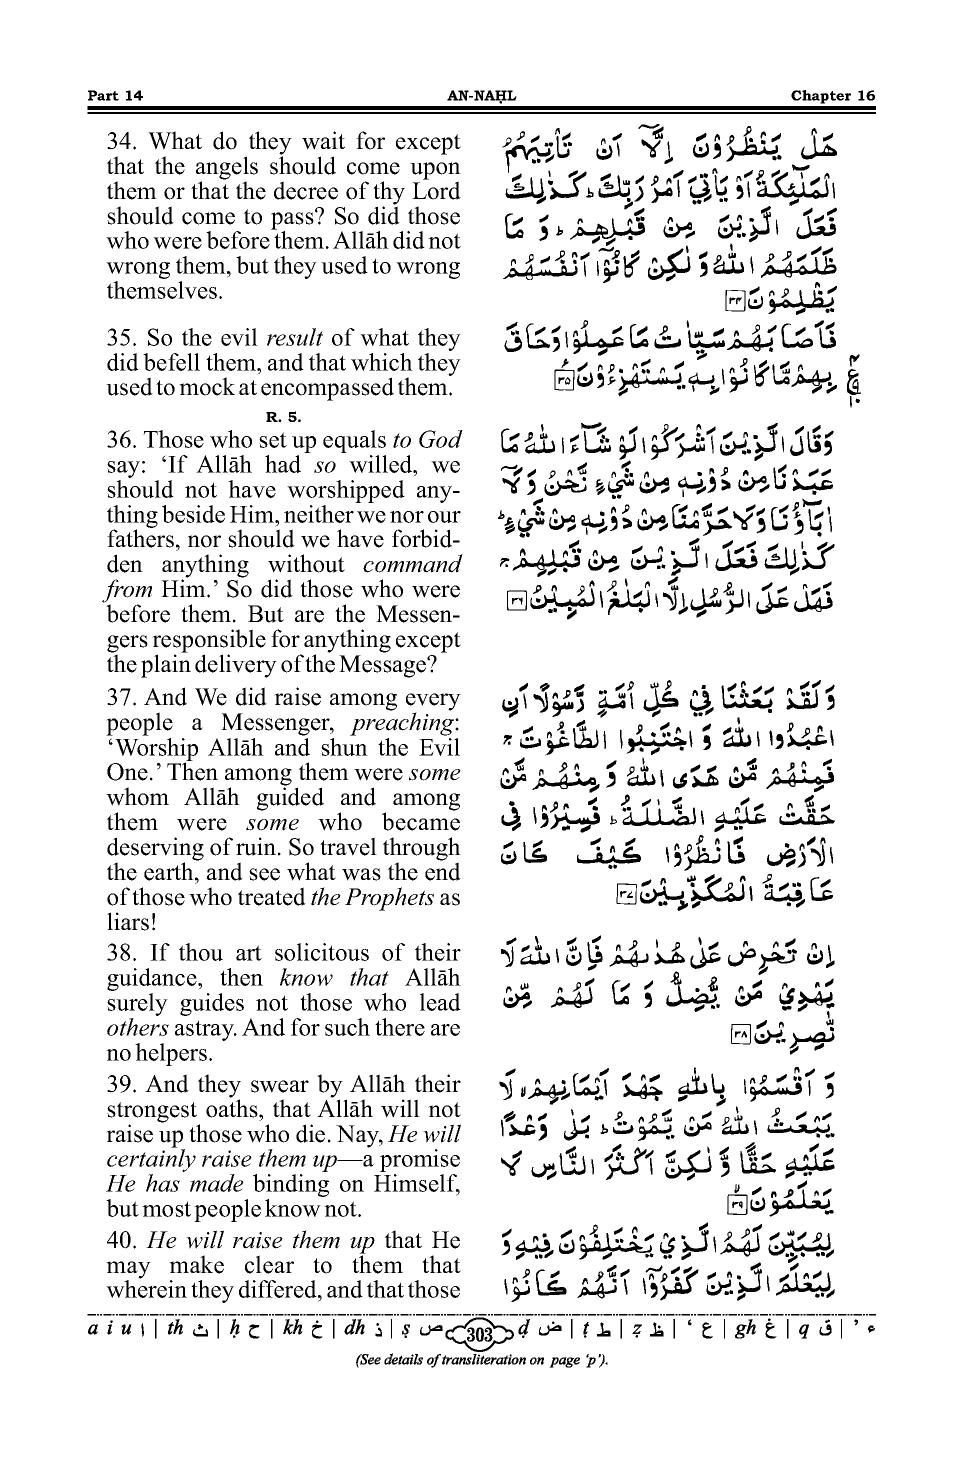 Part 14 AN-NAḤL Chapter 16
34. What do they wait for except
that the angels should come upon
them or that the decree of thy Lord
should come to pass? So did those
who were before them. Allāh did not
wrong them, but they used to wrong
themselves.
35. So the evil result of what they
did befell them, and that which they
used to mock at encompassed them.
R. 5.
36. Those who set up equals to God
say: ‘If Allāh had so willed, we
should not have worshipped any-
thing beside Him, neither we nor our
fathers, nor should we have forbid-
den anything without command
from Him.’ So did those who were
before them. But are the Messen-
gers responsible for anything except
the plain delivery of the Message?
37. And We did raise among every
people a Messenger, preaching:
‘Worship Allāh and shun the Evil
One.’ Then among them were some
whom Allāh guided and among
them were some who became
deserving of ruin. So travel through
the earth, and see what was the end
of those who treated the Prophets as
liars!
38. If thou art solicitous of their
guidance, then know that Allāh
surely guides not those who lead
others astray. And for such there are
no helpers.
39. And they swear by Allāh their
strongest oaths, that Allāh will not
raise up those who die. Nay, He will
certainly raise them up—a promise
He has made binding on Himself,
but most people know not.
40. He will raise them up that He
may make clear to them that
wherein they differed, and that those
هَلْ يَنْظُرُوْنَ اِلَّاۤ اَنْ تَاْتِيَهُمُ
الْمَلٰٓئِكَةُ اَوْ يَاْتِيَ اَمْرُ رَبِّكَ ؕ كَذٰلِكَ
فَعَلَ الَّذِيْنَ مِنْ قَبْلِهِمْ ؕ وَ مَا
ظَلَمَهُمُ اللّٰهُ وَ لٰكِنْ كَانُوْۤا اَنْفُسَهُمْ
يَظْلِمُوْنَ ۳۴
فَاَصَابَهُمْ سَيِّاٰتُ مَا عَمِلُوْا وَحَاقَ
بِهِمْ مَّا كَانُوْا بِهٖ يَسْتَهْزِءُوْنَ ۳۵
وَقَالَ الَّذِيْنَ اَشْرَكُوْا لَوْ شَآءَ اللّٰهُ مَا
عَبَدْنَا مِنْ دُوْنِهٖ مِنْ شَيْءٍ نَّحْنُ وَ لَاۤ
اٰبَآؤُنَا وَلَا حَرَّمْنَا مِنْ دُوْنِهٖ مِنْ شَيْءٍ ؕ
كَذٰلِكَ فَعَلَ الَّذِيْنَ مِنْ قَبْلِهِمْ ۚ
فَهَلْ عَلَى الرُّسُلِ اِلَّا الْبَلٰغُ الْمُبِيْنُ ۳۶
وَ لَقَدْ بَعَثْنَا فِيْ كُلِّ اُمَّةٍ رَّسُوْلًا اَنِ
اعْبُدُوا اللّٰهَ وَ اجْتَنِبُوا الطَّاغُوْتَ ۚ
فَمِنْهُمْ مَّنْ هَدَى اللّٰهُ وَ مِنْهُمْ مَّنْ
حَقَّتْ عَلَيْهِ الضَّلٰلَةُ ؕ فَسِيْرُوْا فِى
الْاَرْضِ فَانْظُرُوْا كَيْفَ كَانَ
عَاقِبَةُ الْمُكَذِّبِيْنَ ۳۷
اِنْ تَحْرِصْ عَلٰى هُدٰىهُمْ فَاِنَّ اللّٰهَ لَا
يَهْدِيْ مَنْ يُّضِلُّ وَ مَا لَهُمْ مِّنْ
نّٰصِرِيْنَ ۳۸
وَ اَقْسَمُوْا بِاللّٰهِ جَهْدَ اَيْمَانِهِمْ ۙ لَا
يَبْعَثُ اللّٰهُ مَنْ يَّمُوْتُ ؕ بَلٰى وَعْدًا
عَلَيْهِ حَقًّا وَّ لٰكِنَّ اَكْثَرَ النَّاسِ لَا
يَعْلَمُوْنَ ۳۹
لِيُبَيِّنَ لَهُمُ الَّذِيْ يَخْتَلِفُوْنَ فِيْهِ وَ
لِيَعْلَمَ الَّذِيْنَ كَفَرُوْۤا اَنَّهُمْ كَانُوْا
a i u ا | th ث | ḥ ح | kh خ | dh ذ | ṣ ص 303 ḍ ض | ṭ ط | ẓ ظ | ‘ ع | gh غ | q ق | ’ ء
(See details of transliteration on page ‘p’).